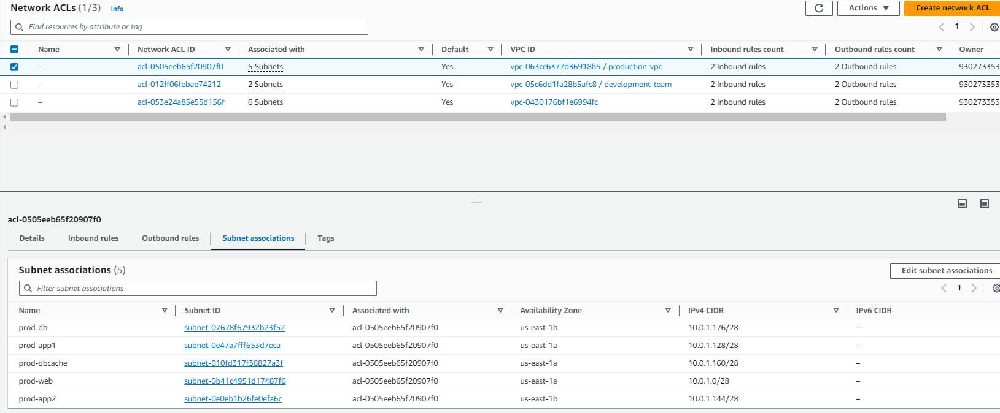 Network ACLs (1/3) Info
Actions
Create network ACL
Find resources by attribute or tag
1
Name Network ACL ID Associated with Default VPC ID Inbound rules count Outbound rules count Owner
– acl-0505eeb65f20907f0 5 Subnets Yes vpc-063cc6377d36918b5 / production-vpc 2 Inbound rules 2 Outbound rules 930273353
– acl-012ff06febae74212 2 Subnets Yes vpc-05c6dd1fa28b5afc8 / development-team 2 Inbound rules 2 Outbound rules 930273353
– acl-053e24a85e55d156f 6 Subnets Yes vpc-0430176bf1e6994fc 2 Inbound rules 2 Outbound rules 930273353
acl-0505eeb65f20907f0
Details Inbound rules Outbound rules Subnet associations Tags
Subnet associations (5)
Edit subnet associations
Filter subnet associations
1
Name Subnet ID Associated with Availability Zone IPv4 CIDR IPv6 CIDR
prod-db subnet-07678f67932b23f52 acl-0505eeb65f20907f0 us-east-1b 10.0.1.176/28 –
prod-app1 subnet-0e47a7fff653d7eca acl-0505eeb65f20907f0 us-east-1a 10.0.1.128/28 –
prod-dbcache subnet-010fd317f38827a3f acl-0505eeb65f20907f0 us-east-1a 10.0.1.160/28 –
prod-web subnet-0b41c4951d17487f6 acl-0505eeb65f20907f0 us-east-1a 10.0.1.0/28 –
prod-app2 subnet-0e0eb1b26fe0efa6c acl-0505eeb65f20907f0 us-east-1b 10.0.1.144/28 –